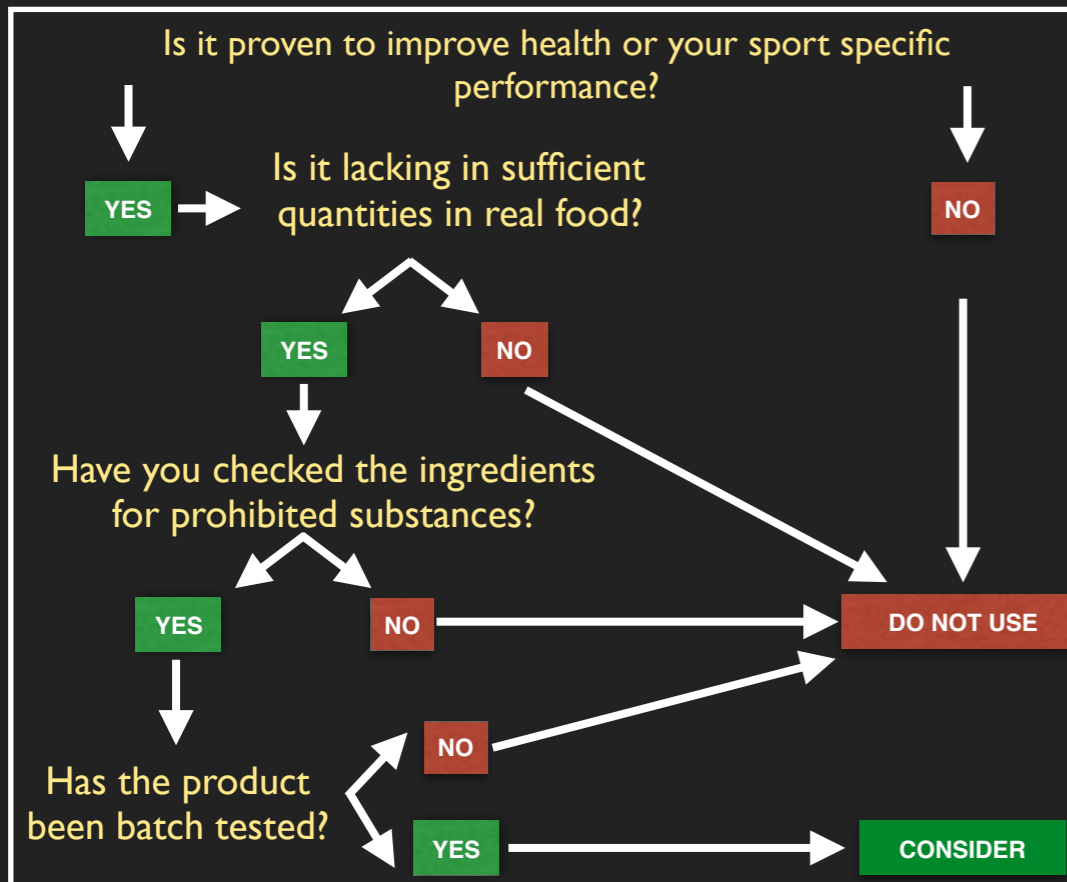 Is it proven to improve health or your sport specific
performance?
YES
Is it lacking in sufficient
quantities in real food?
NO
YES
NO
Have you checked the ingredients
for prohibited substances?
YES
NO
DO NOT USE
Has the product
been batch tested?
NO
YES
CONSIDER